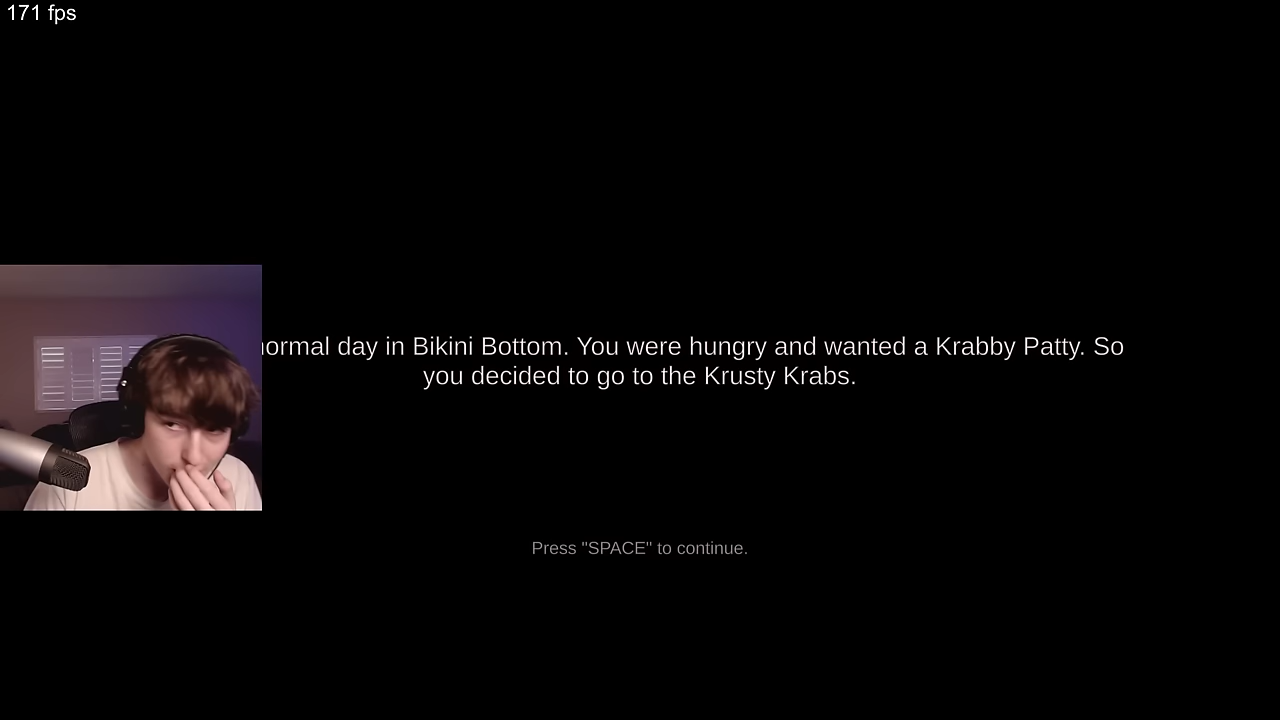 171 fps
day in Bikini Bottom. You were hungry and wanted a Krabby Patty. So
you decided to go to the Krusty Krabs.
Press "SPACE" to continue.